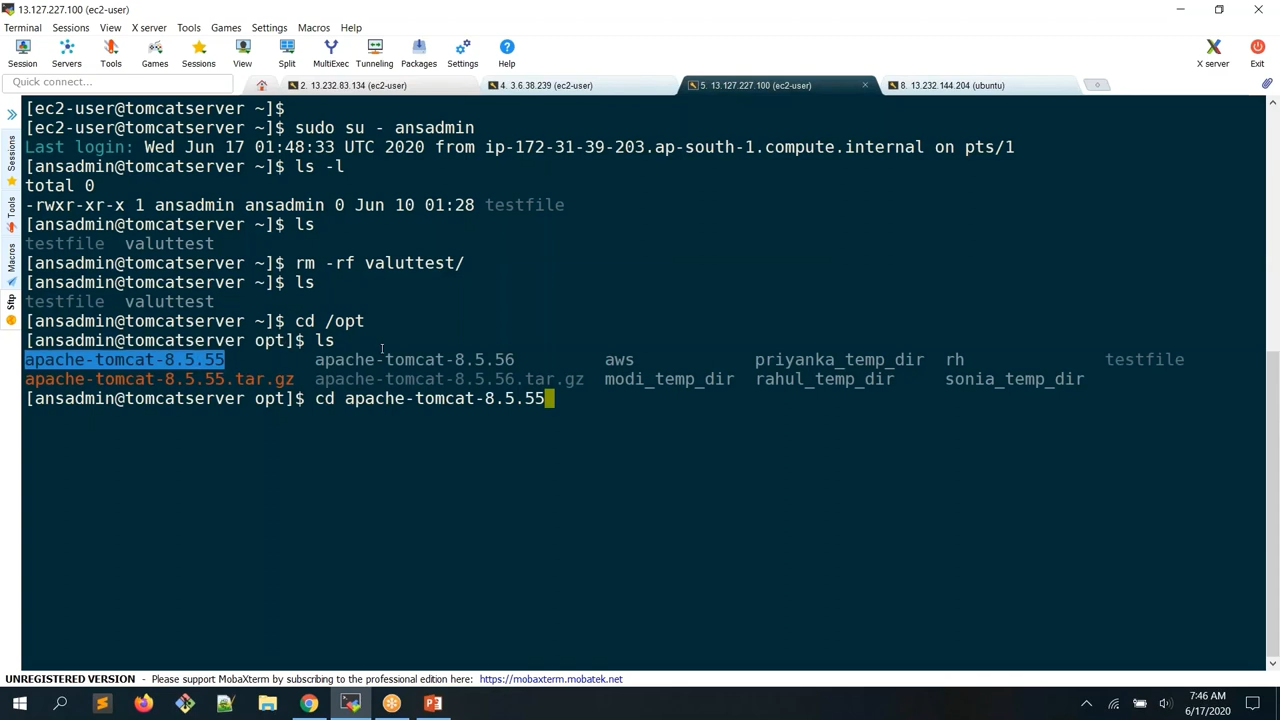 13.127.227.100 (ec2-user)
Terminal Sessions View X server Tools Games Settings Macros Help
Session Servers Tools Games Sessions View Split MultiExec Tunneling Packages Settings Help X server Exit
Quick connect... 2. 13.232.83.134 (ec2-user) 4. 3.6.38.239 (ec2-user) 5. 13.127.227.100 (ec2-user) 8. 13.232.144.204 (ubuntu)
Sessions
Tools
Macros
Sftp
[ec2-user@tomcatserver ~]$
[ec2-user@tomcatserver ~]$ sudo su - ansadmin
Last login: Wed Jun 17 01:48:33 UTC 2020 from ip-172-31-39-203.ap-south-1.compute.internal on pts/1
[ansadmin@tomcatserver ~]$ ls -l
total 0
-rwxr-xr-x 1 ansadmin ansadmin 0 Jun 10 01:28 testfile
[ansadmin@tomcatserver ~]$ ls
testfile valuttest
[ansadmin@tomcatserver ~]$ rm -rf valuttest/
[ansadmin@tomcatserver ~]$ ls
testfile valuttest
[ansadmin@tomcatserver ~]$ cd /opt
[ansadmin@tomcatserver opt]$ ls
apache-tomcat-8.5.55 apache-tomcat-8.5.56 aws priyanka_temp_dir rh testfile
apache-tomcat-8.5.55.tar.gz apache-tomcat-8.5.56.tar.gz modi_temp_dir rahul_temp_dir sonia_temp_dir
[ansadmin@tomcatserver opt]$ cd apache-tomcat-8.5.55
UNREGISTERED VERSION - Please support MobaXterm by subscribing to the professional edition here: https://mobaxterm.mobatek.net
7:46 AM
6/17/2020